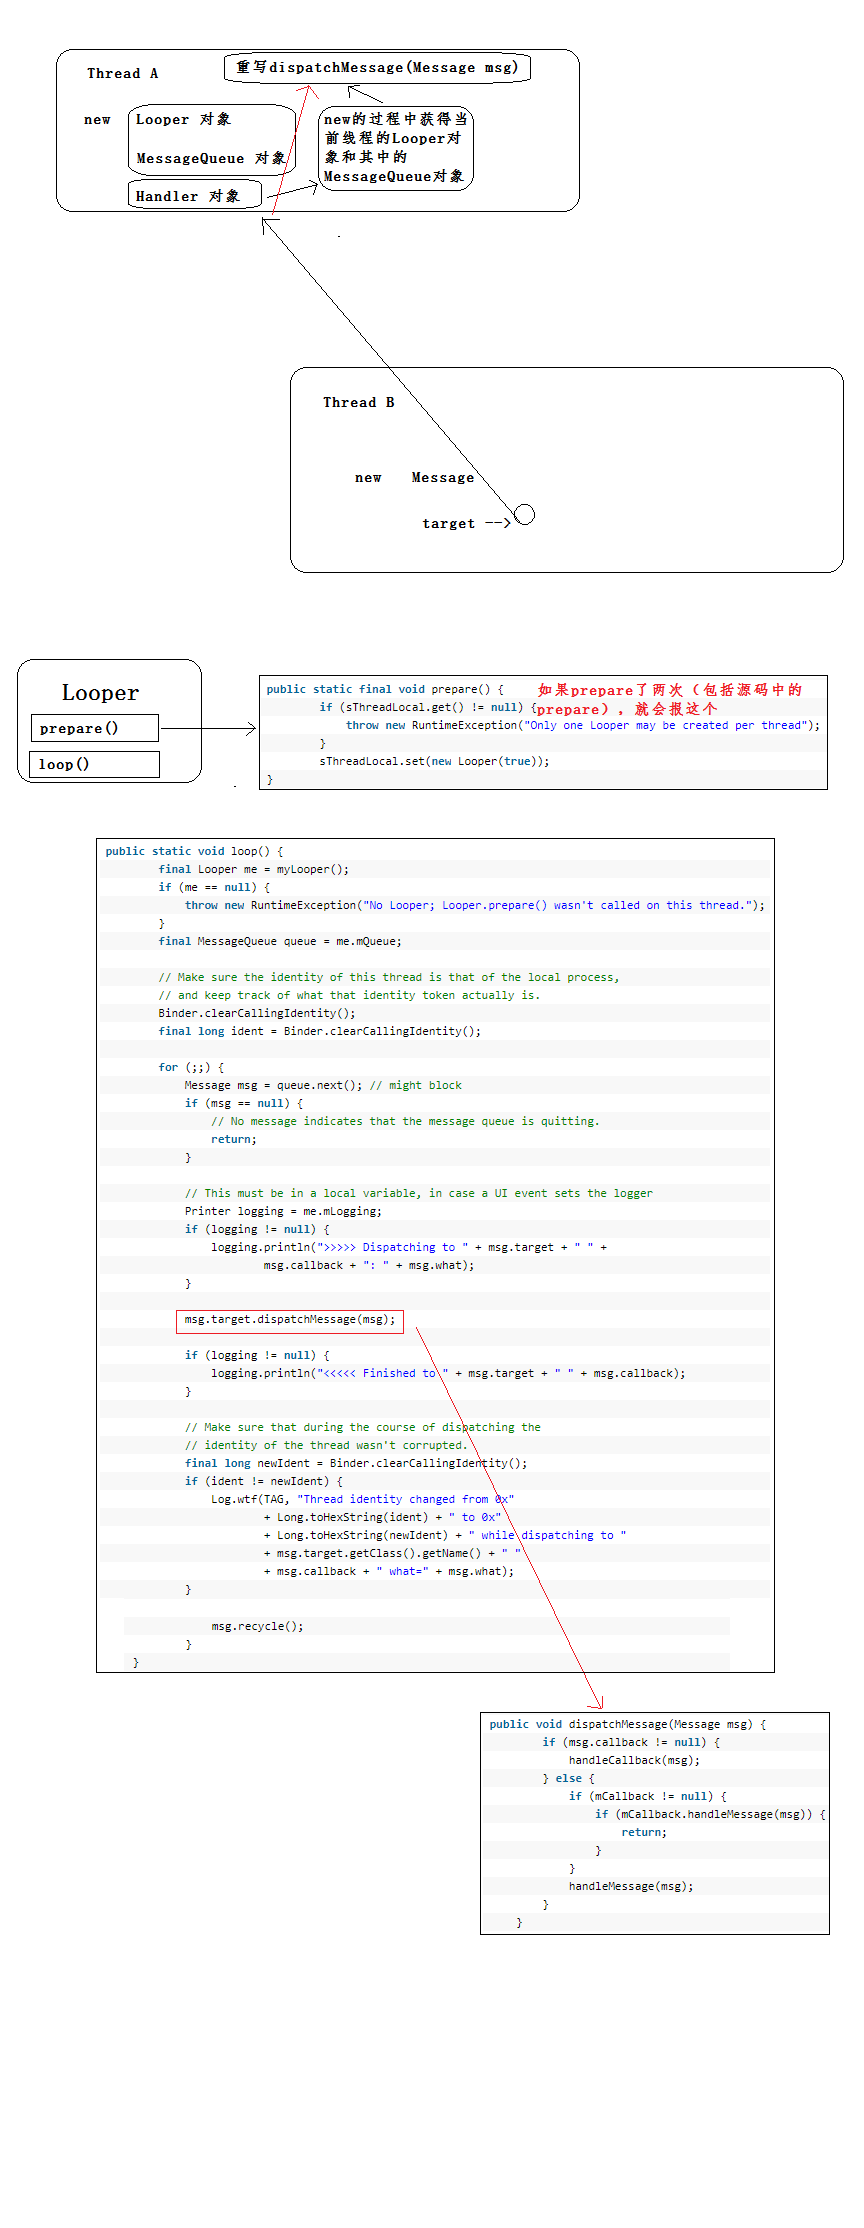 Thread A
重写dispatchMessage(Message msg)
new
Looper 对象
MessageQueue 对象
Handler 对象
new的过程中获得当
前线程的Looper对
象和其中的
MessageQueue对象
Thread B
new Message
target -->
Looper
prepare()
loop()
public static final void prepare() {
如果prepare了两次（包括源码中的
prepare），就会报这个
if (sThreadLocal.get() != null) {
throw new RuntimeException("Only one Looper may be created per thread");
}
sThreadLocal.set(new Looper(true));
}
public static void loop() {
final Looper me = myLooper();
if (me == null) {
throw new RuntimeException("No Looper; Looper.prepare() wasn't called on this thread.");
}
final MessageQueue queue = me.mQueue;
// Make sure the identity of this thread is that of the local process,
// and keep track of what that identity token actually is.
Binder.clearCallingIdentity();
final long ident = Binder.clearCallingIdentity();
for (;;) {
Message msg = queue.next(); // might block
if (msg == null) {
// No message indicates that the message queue is quitting.
return;
}
// This must be in a local variable, in case a UI event sets the logger
Printer logging = me.mLogging;
if (logging != null) {
logging.println(">>>>> Dispatching to " + msg.target + " " +
msg.callback + ": " + msg.what);
}
msg.target.dispatchMessage(msg);
if (logging != null) {
logging.println("<<<<< Finished to " + msg.target + " " + msg.callback);
}
// Make sure that during the course of dispatching the
// identity of the thread wasn't corrupted.
final long newIdent = Binder.clearCallingIdentity();
if (ident != newIdent) {
Log.wtf(TAG, "Thread identity changed from 0x"
+ Long.toHexString(ident) + " to 0x"
+ Long.toHexString(newIdent) + " while dispatching to "
+ msg.target.getClass().getName() + " "
+ msg.callback + " what=" + msg.what);
}
msg.recycle();
}
}
public void dispatchMessage(Message msg) {
if (msg.callback != null) {
handleCallback(msg);
} else {
if (mCallback != null) {
if (mCallback.handleMessage(msg)) {
return;
}
}
handleMessage(msg);
}
}